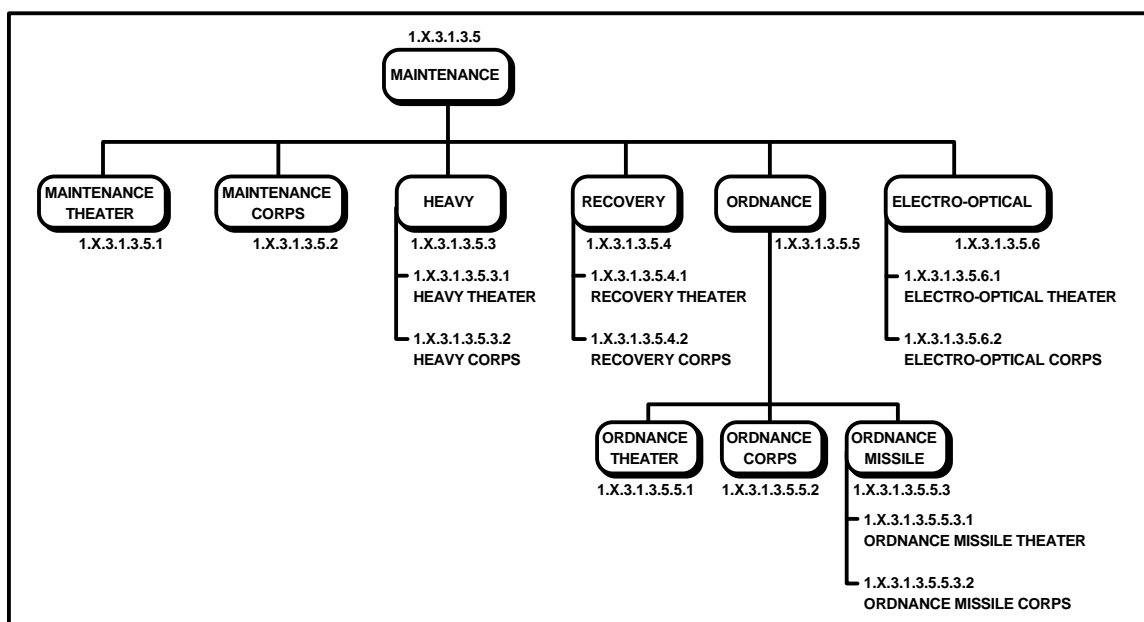 1.X.3.1.3.5
MAINTENANCE
MAINTENANCE
THEATER
1.X.3.1.3.5.1
MAINTENANCE
CORPS
1.X.3.1.3.5.2
HEAVY
1.X.3.1.3.5.3
1.X.3.1.3.5.3.1
HEAVY THEATER
1.X.3.1.3.5.3.2
HEAVY CORPS
RECOVERY
1.X.3.1.3.5.4
1.X.3.1.3.5.4.1
RECOVERY THEATER
1.X.3.1.3.5.4.2
RECOVERY CORPS
ORDNANCE
1.X.3.1.3.5.5
ORDNANCE
THEATER
1.X.3.1.3.5.5.1
ORDNANCE
CORPS
1.X.3.1.3.5.5.2
ORDNANCE
MISSILE
1.X.3.1.3.5.5.3
1.X.3.1.3.5.5.3.1
ORDNANCE MISSILE THEATER
1.X.3.1.3.5.5.3.2
ORDNANCE MISSILE CORPS
ELECTRO-OPTICAL
1.X.3.1.3.5.6
1.X.3.1.3.5.6.1
ELECTRO-OPTICAL THEATER
1.X.3.1.3.5.6.2
ELECTRO-OPTICAL CORPS